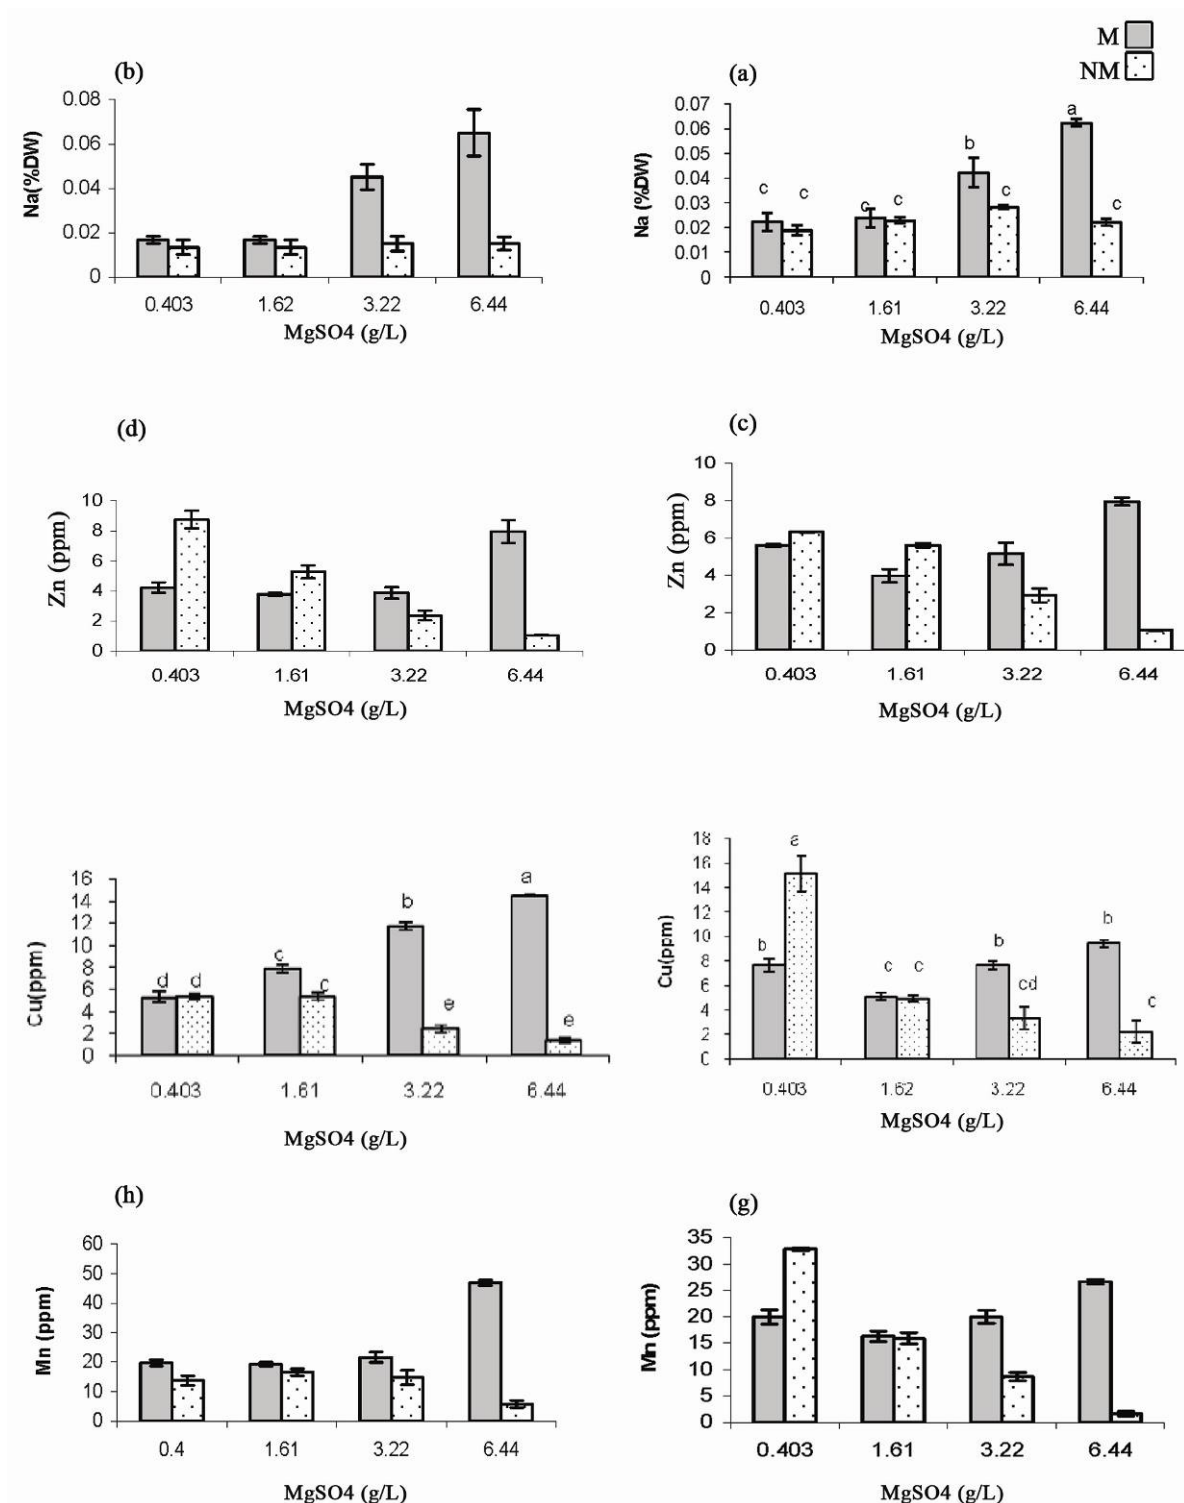 M
NM
(b)
Na(%DW)
0.08
0.06
0.04
0.02
0
0.403 1.62 3.22 6.44
MgSO4 (g/L)
(a)
Na (%DW)
0.07
0.06
0.05
0.04
0.03
0.02
0.01
0
c c c c b c a c
0.403 1.61 3.22 6.44
MgSO4 (g/L)
(d)
Zn (ppm)
10
8
6
4
2
0
0.403 1.61 3.22 6.44
MgSO4 (g/L)
(c)
Zn (ppm)
10
8
6
4
2
0
0.403 1.61 3.22 6.44
MgSO4 (g/L)
Cu(ppm)
16
14
12
10
8
6
4
2
0
d d c c b e a e
0.403 1.61 3.22 6.44
MgSO4 (g/L)
Cu(ppm)
18
16
14
12
10
8
6
4
2
0
b a c c b cd b c
0.403 1.62 3.22 6.44
MgSO4 (g/L)
(h)
Mn (ppm)
60
50
40
30
20
10
0
0.4 1.61 3.22 6.44
MgSO4 (g/L)
(g)
Mn (ppm)
35
30
25
20
15
10
5
0
0.403 1.61 3.22 6.44
MgSO4 (g/L)